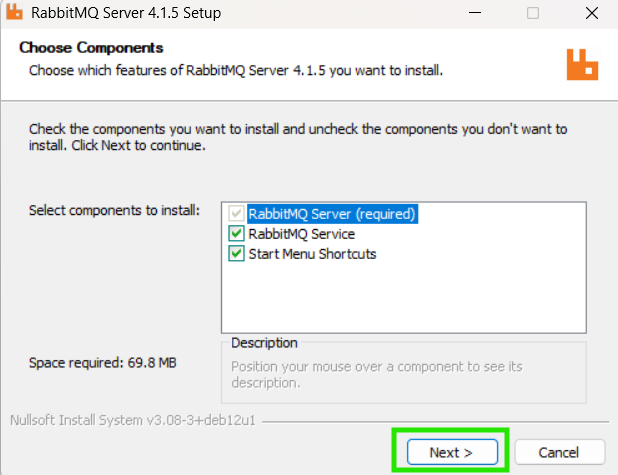 RabbitMQ Server 4.1.5 Setup
Choose Components
Choose which features of RabbitMQ Server 4.1.5 you want to install.
Check the components you want to install and uncheck the components you don't want to
install. Click Next to continue.
Select components to install:
RabbitMQ Server (required)
RabbitMQ Service
Start Menu Shortcuts
Space required: 69.8 MB
Description
Position your mouse over a component to see its
description.
Nullsoft Install System v3.08-3+deb12u1
Next >
Cancel